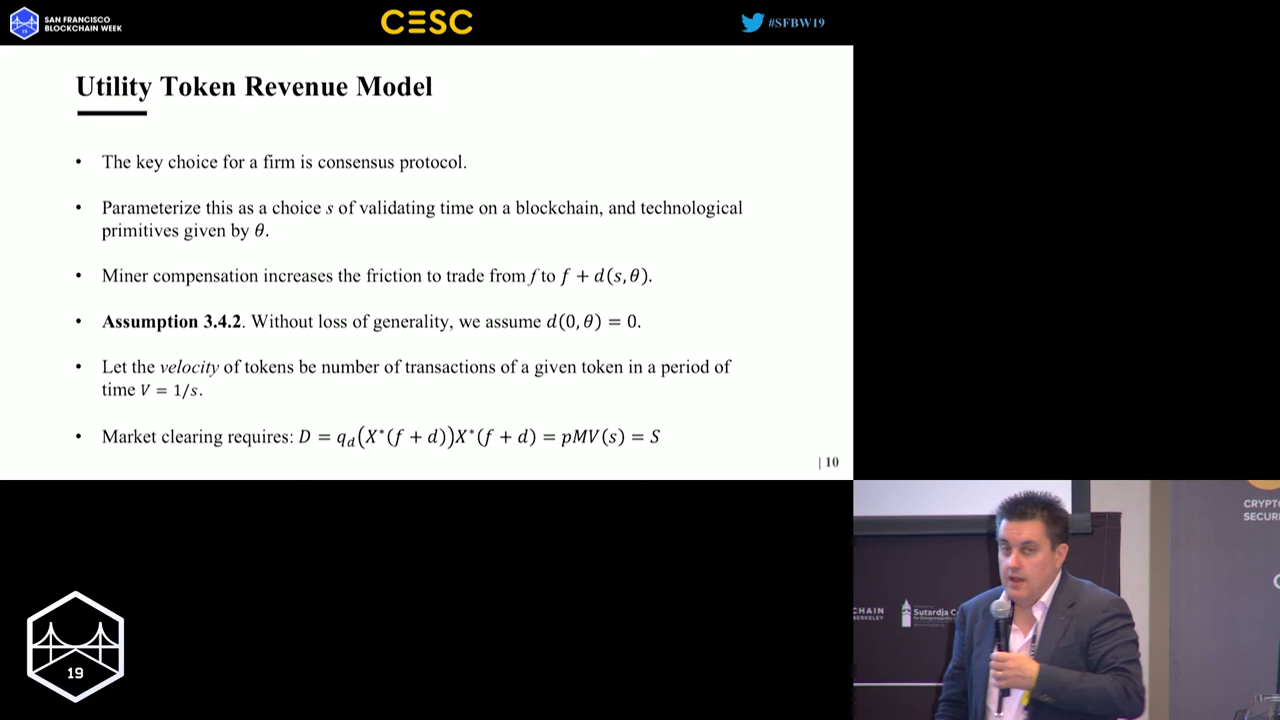 SAN FRANCISCO
BLOCKCHAIN WEEK
19
CESC
#SFBW19
Utility Token Revenue Model
• The key choice for a firm is consensus protocol.
• Parameterize this as a choice s of validating time on a blockchain, and technological
primitives given by θ.
• Miner compensation increases the friction to trade from f to f + d(s, θ).
• Assumption 3.4.2. Without loss of generality, we assume d(0, θ) = 0.
• Let the velocity of tokens be number of transactions of a given token in a period of
time V = 1/s.
• Market clearing requires: D = q_d(X*(f + d))X*(f + d) = pMV(s) = S
| 10
CRYPT
SECURI
CHAIN
BERKELEY
Sutardja C
19